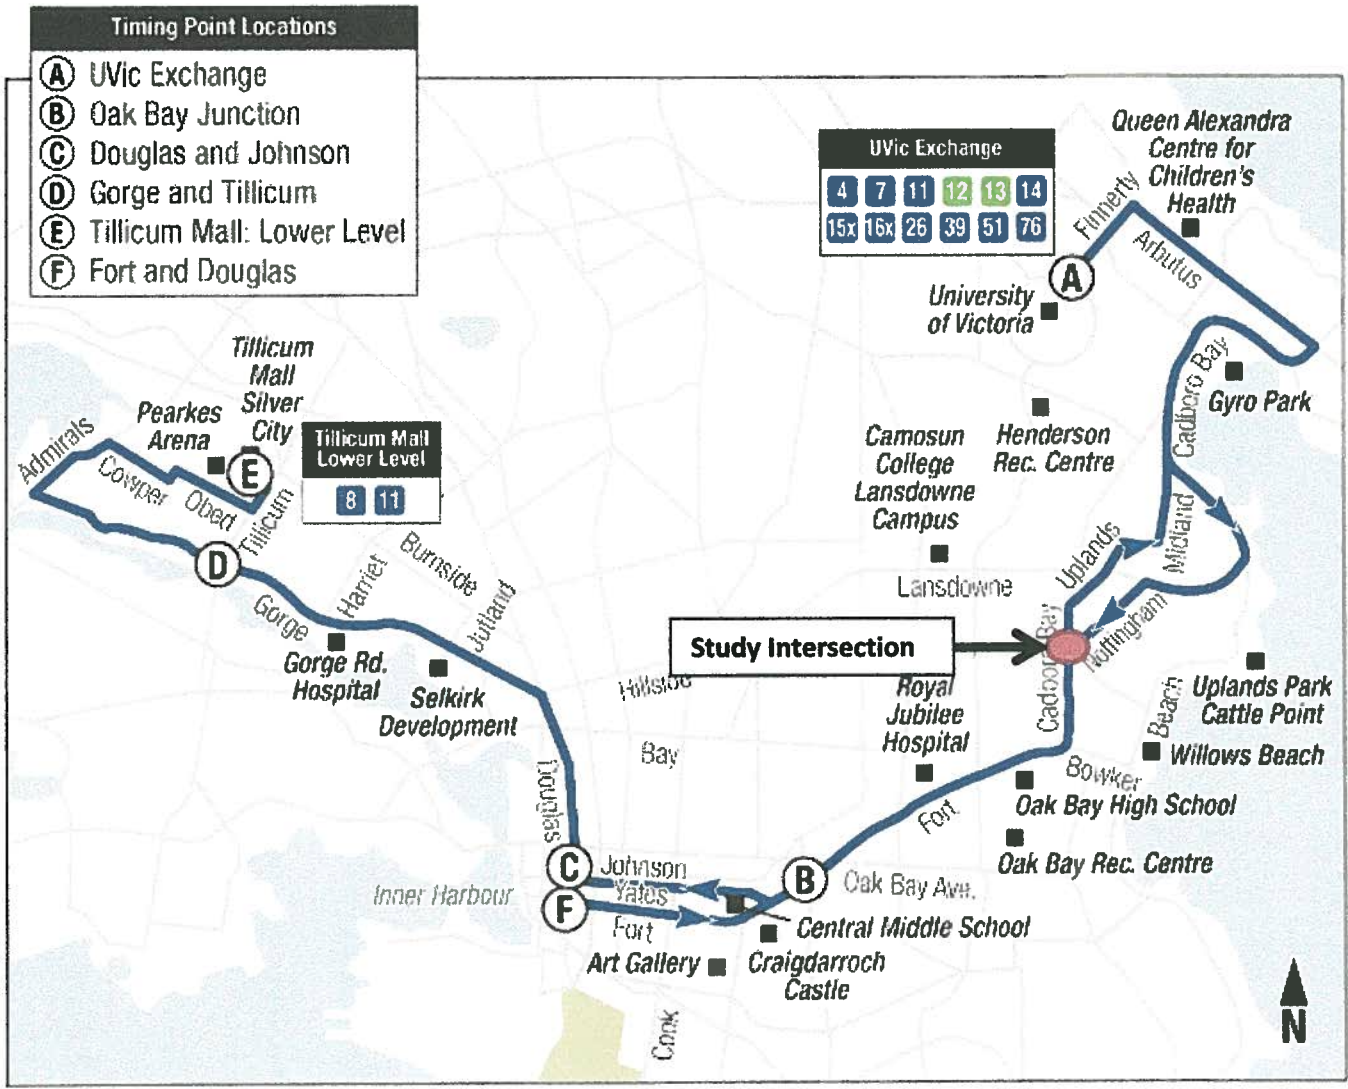 Timing Point Locations
A UVic Exchange
B Oak Bay Junction
C Douglas and Johnson
D Gorge and Tillicum
E Tillicum Mall: Lower Level
F Fort and Douglas
UVic Exchange
4 7 11 12 13 14
15x 16x 26 39 51 76
Queen Alexandra
Centre for
Children's
Health
Finnerty
Arbutus
A
University
of Victoria
Cadboro Bay
Gyro Park
Tillicum
Mall
Silver
City
Pearkes
Arena
E
Tillicum Mall
Lower Level
8 11
Admirals
Cowper
Obed
Tillicum
D
Gorge
Harriet
Burnside
Jutland
Gorge Rd.
Hospital
Selkirk
Development
Camosun
College
Lansdowne
Campus
Henderson
Rec. Centre
Lansdowne
Uplands
Midland
Nottingham
Cadboro Bay
Study Intersection
Hillside
Bay
Royal
Jubilee
Hospital
Beach
Uplands Park
Cattle Point
Willows Beach
Bowker
Oak Bay High School
Fort
Oak Bay Rec. Centre
Douglas
C
Johnson
Yates
B
Oak Bay Ave.
Inner Harbour
F
Fort
Central Middle School
Art Gallery
Craigdarroch
Castle
Cook
N